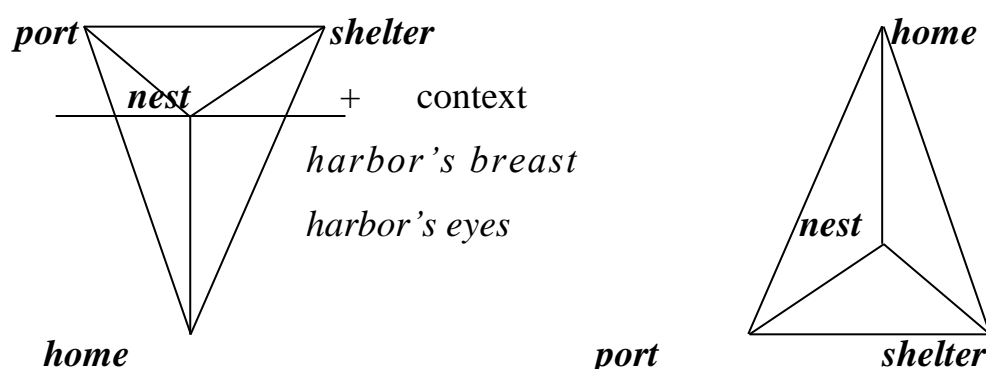 port shelter home
nest + context
harbor’s breast
harbor’s eyes nest
home port shelter